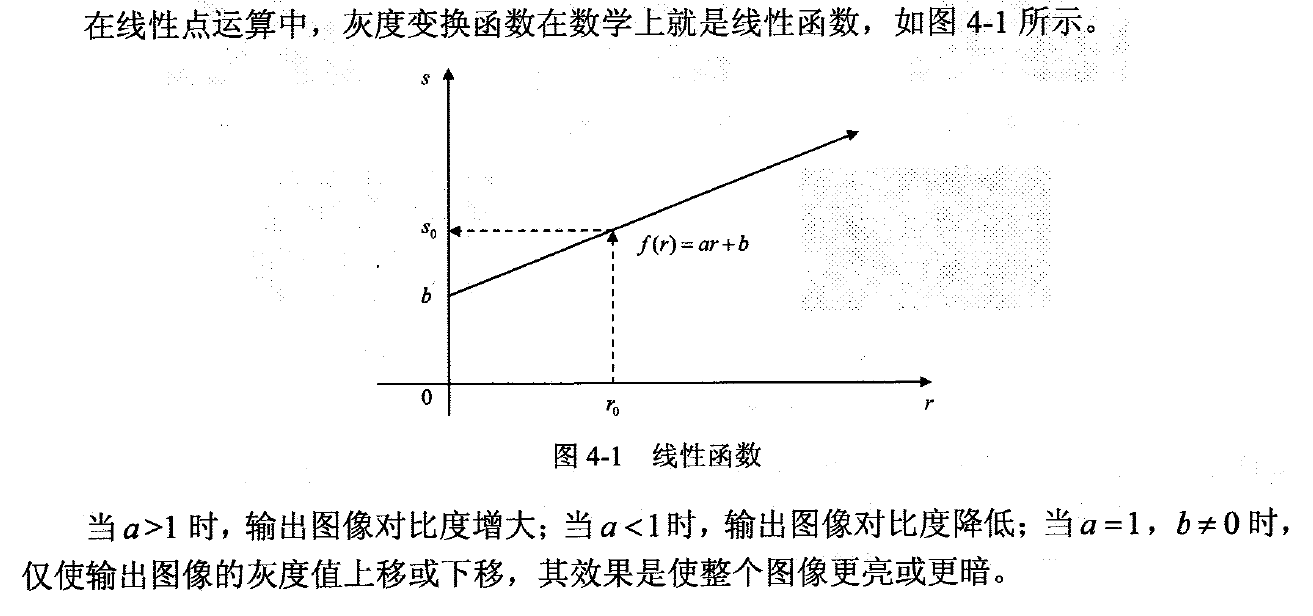 在线性点运算中，灰度变换函数在数学上就是线性函数，如图 4-1 所示。
s
s₀
f(r)=ar+b
b
0
r₀
r
图 4-1 线性函数
当 a>1 时，输出图像对比度增大；当 a<1时，输出图像对比度降低；当 a=1，b≠0 时，
仅使输出图像的灰度值上移或下移，其效果是使整个图像更亮或更暗。